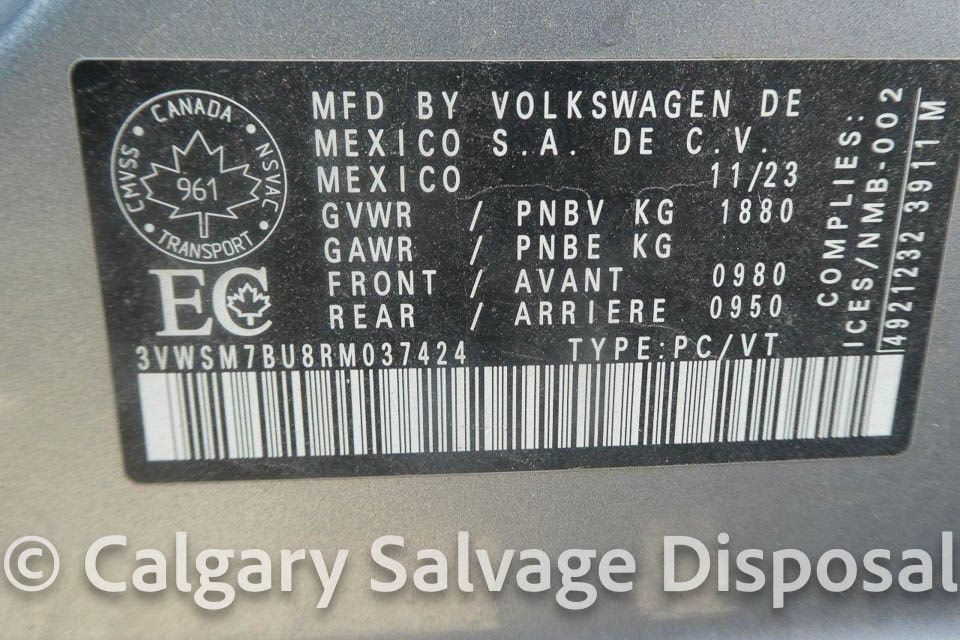 CANADA
CMVSS
NSVAC
961
TRANSPORT
EC
MFD BY VOLKSWAGEN DE
MEXICO S.A. DE C.V.
MEXICO 11/23
GVWR / PNBV KG 1880
GAWR / PNBE KG
FRONT / AVANT 0980
REAR / ARRIERE 0950
3VWSM7BU8RM037424 TYPE:PC/VT
COMPLIES:
ICES/NMB-002
4921232 3911 M
© Calgary Salvage Disposal